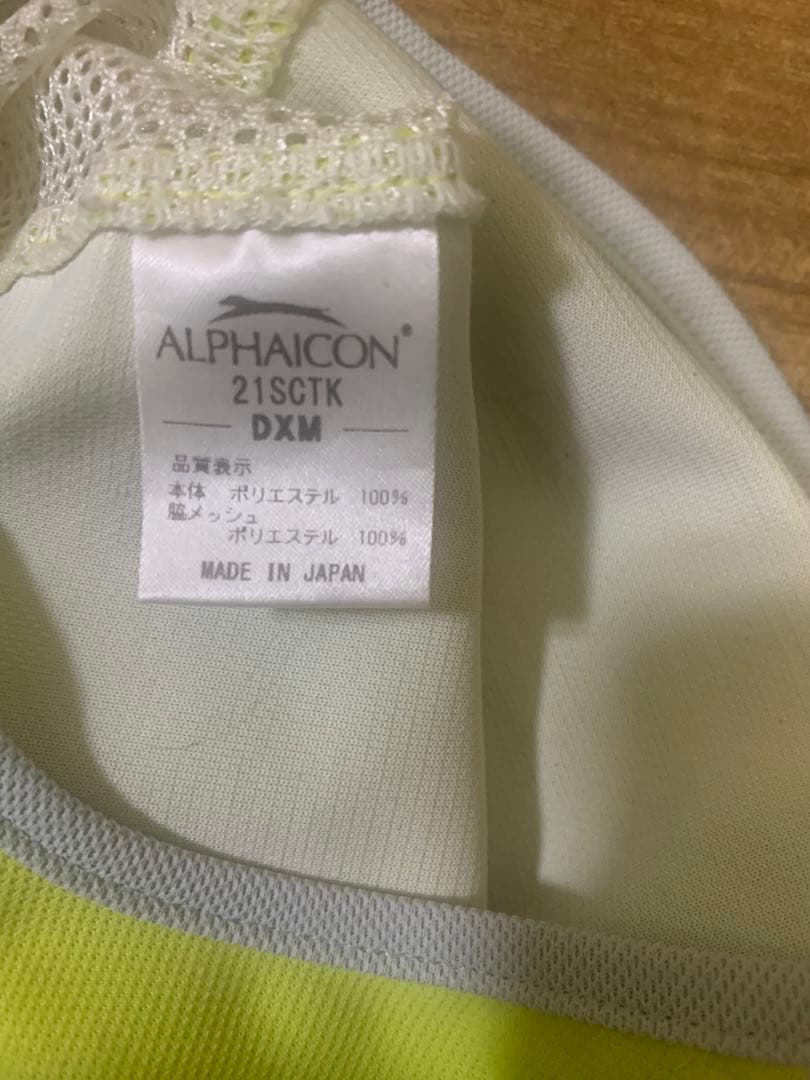 ALPHAICON®
21SCTK
DXM
品質表示
本体 ポリエステル 100%
脇メッシュ
ポリエステル 100%
MADE IN JAPAN